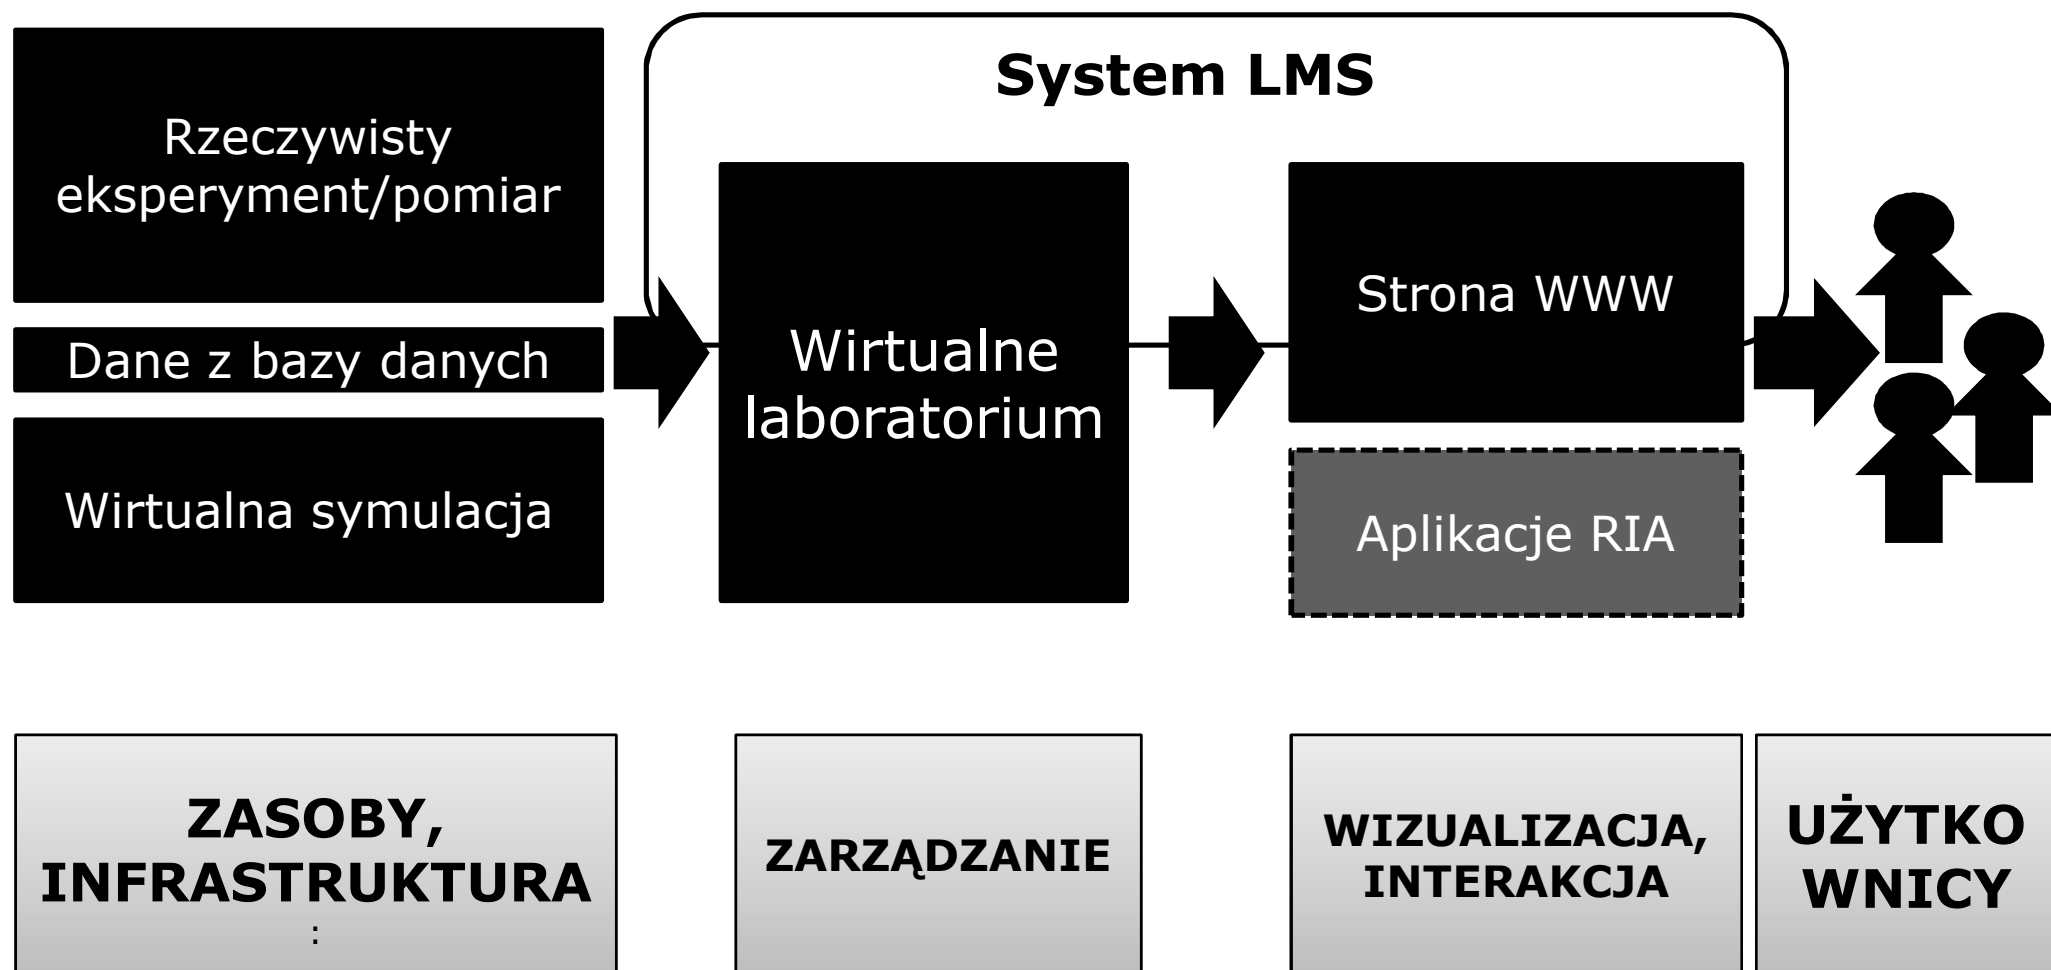 System LMS
Rzeczywisty
eksperyment/pomiar
Dane z bazy danych
Wirtualna symulacja
Wirtualne
laboratorium
Strona WWW
Aplikacje RIA
ZASOBY,
INFRASTRUKTURA
:
ZARZĄDZANIE
WIZUALIZACJA,
INTERAKCJA
UŻYTKO
WNICY